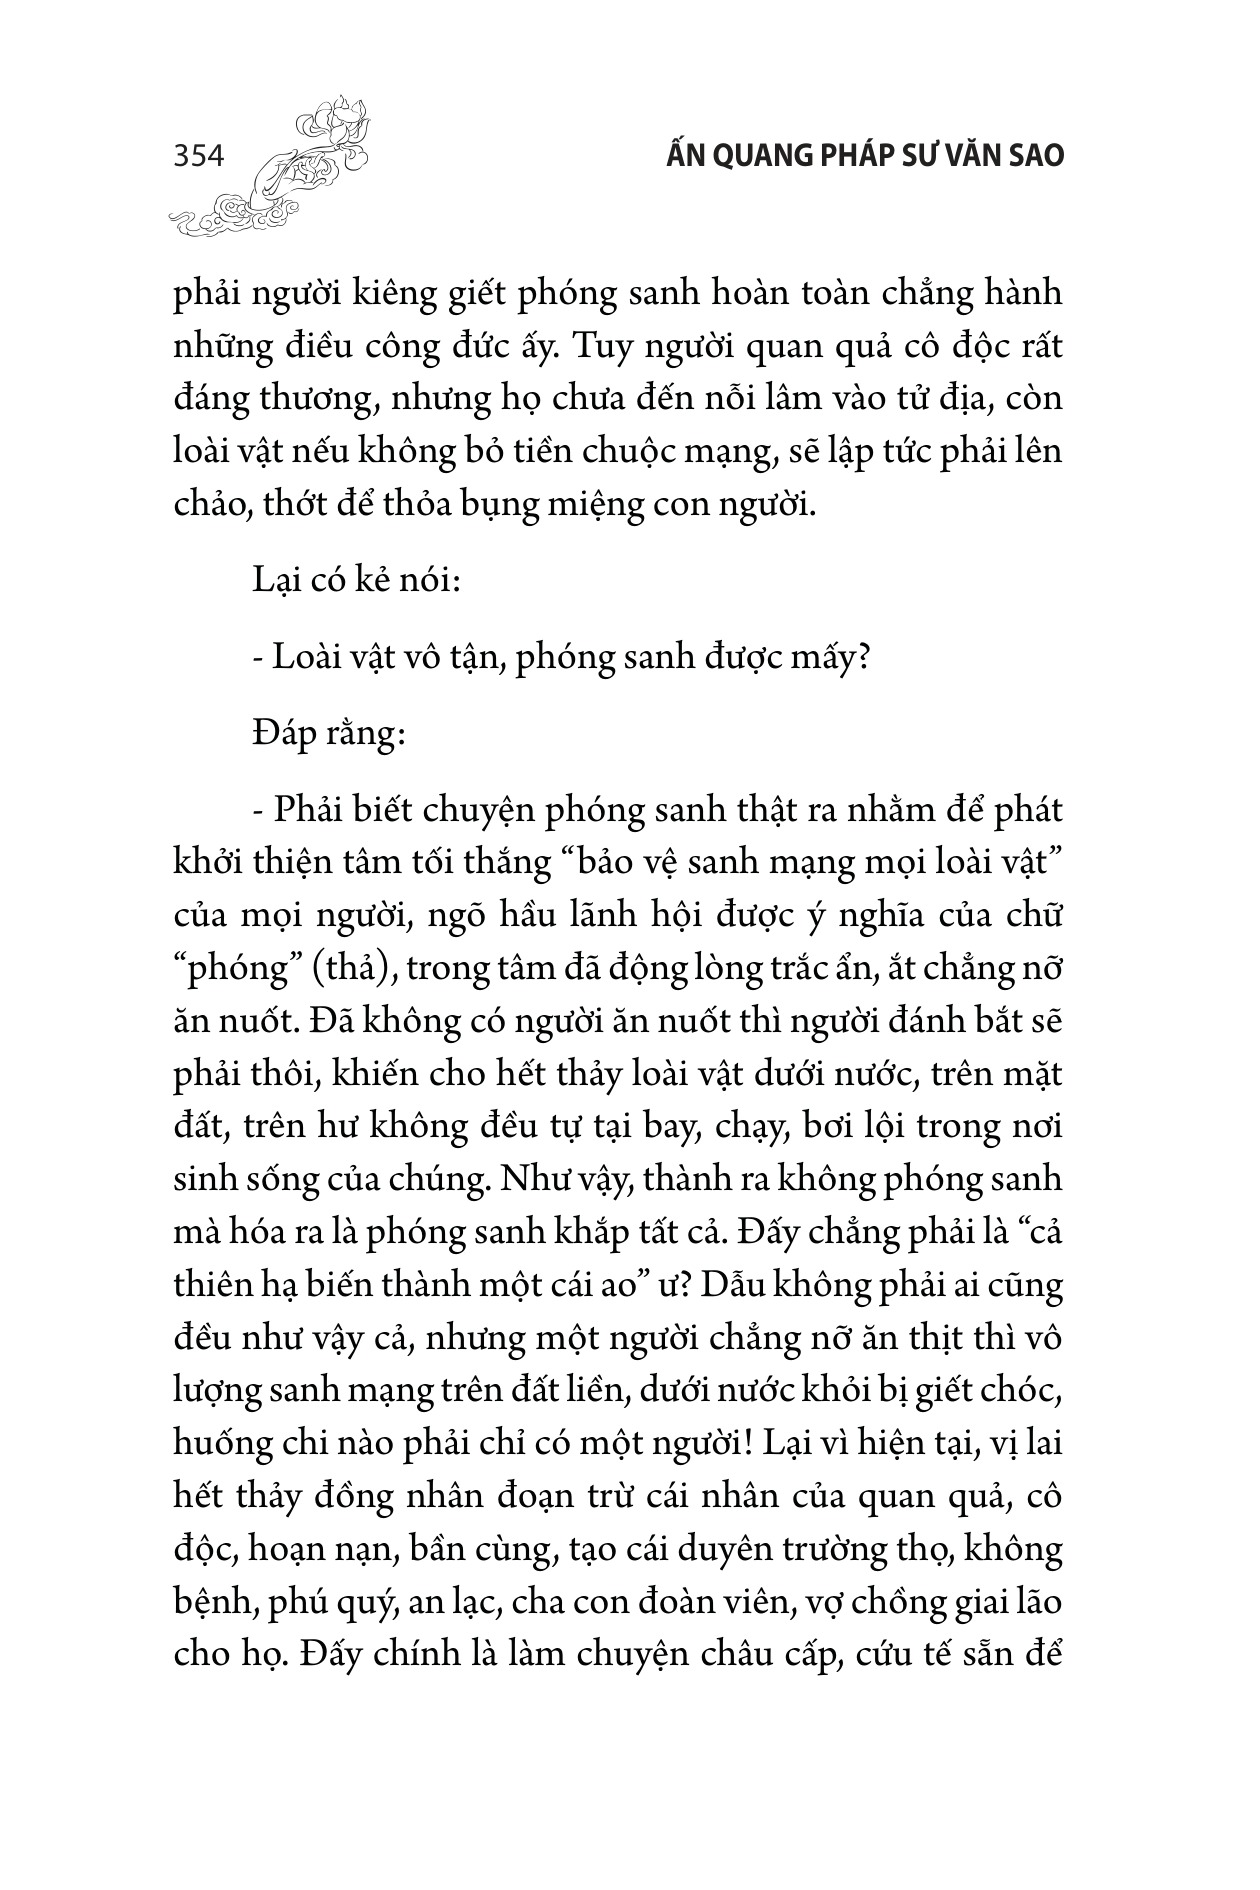 354
ẤN QUANG PHÁP SƯ VĂN SAO
phải người kiêng giết phóng sanh hoàn toàn chẳng hành
những điều công đức ấy. Tuy người quan quả cô độc rất
đáng thương, nhưng họ chưa đến nỗi lâm vào tử địa, còn
loài vật nếu không bỏ tiền chuộc mạng, sẽ lập tức phải lên
chảo, thớt để thỏa bụng miệng con người.
Lại có kẻ nói:
- Loài vật vô tận, phóng sanh được mấy?
Đáp rằng:
- Phải biết chuyện phóng sanh thật ra nhằm để phát
khởi thiện tâm tối thắng “bảo vệ sanh mạng mọi loài vật”
của mọi người, ngõ hầu lãnh hội được ý nghĩa của chữ
“phóng” (thả), trong tâm đã động lòng trắc ẩn, ắt chẳng nỡ
ăn nuốt. Đã không có người ăn nuốt thì người đánh bắt sẽ
phải thôi, khiến cho hết thảy loài vật dưới nước, trên mặt
đất, trên hư không đều tự tại bay, chạy, bơi lội trong nơi
sinh sống của chúng. Như vậy, thành ra không phóng sanh
mà hóa ra là phóng sanh khắp tất cả. Đấy chẳng phải là “cả
thiên hạ biến thành một cái ao” ư? Dẫu không phải ai cũng
đều như vậy cả, nhưng một người chẳng nỡ ăn thịt thì vô
lượng sanh mạng trên đất liền, dưới nước khỏi bị giết chóc,
huống chi nào phải chỉ có một người! Lại vì hiện tại, vị lai
hết thảy đồng nhân đoạn trừ cái nhân của quan quả, cô
độc, hoạn nạn, bần cùng, tạo cái duyên trường thọ, không
bệnh, phú quý, an lạc, cha con đoàn viên, vợ chồng giai lão
cho họ. Đấy chính là làm chuyện châu cấp, cứu tế sẵn để